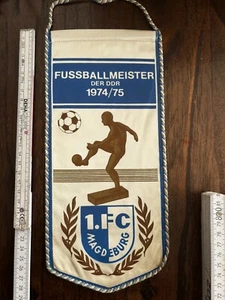 FUSSBALLMEISTER
DER DDR
1974/75
1.FC
MAGDEBURG